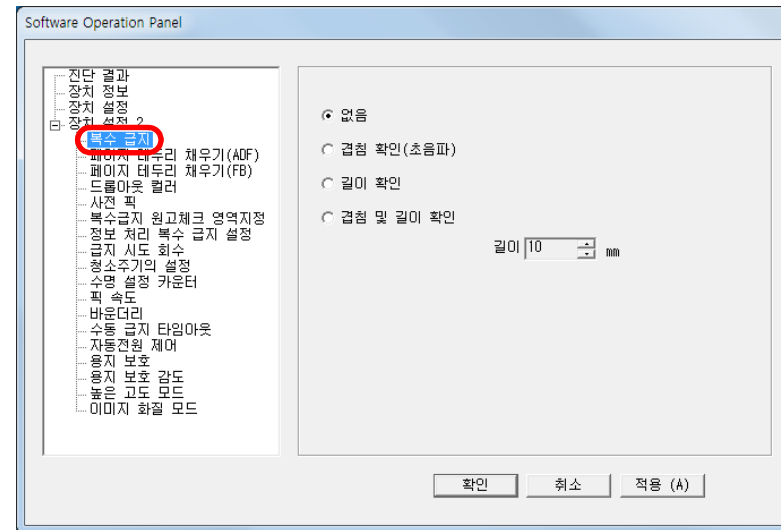 Software Operation Panel
진단 결과
장치 정보
장치 설정
장치 설정 2
복수 급지
페이지 테두리 채우기(ADF)
페이지 테두리 채우기(FB)
드롭아웃 컬러
사전 픽
복수급지 원고체크 영역지정
정보 처리 복수 급지 설정
급지 시도 회수
청소주기의 설정
수명 설정 카운터
픽 속도
바운더리
수동 급지 타임아웃
자동전원 제어
용지 보호
용지 보호 감도
높은 고도 모드
이미지 화질 모드
없음
겹침 확인(초음파)
길이 확인
겹침 및 길이 확인
길이 10 mm
확인 취소 적용 (A)